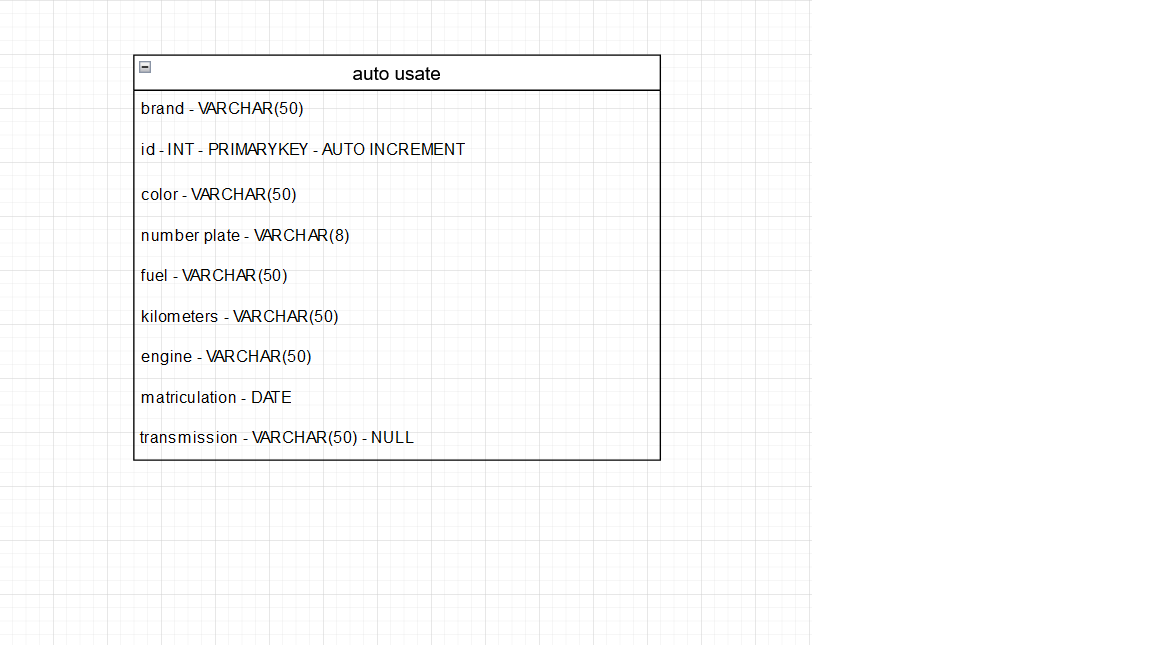 auto usate
brand - VARCHAR(50)
id - INT - PRIMARYKEY - AUTO INCREMENT
color - VARCHAR(50)
number plate - VARCHAR(8)
fuel - VARCHAR(50)
kilometers - VARCHAR(50)
engine - VARCHAR(50)
matriculation - DATE
transmission - VARCHAR(50) - NULL